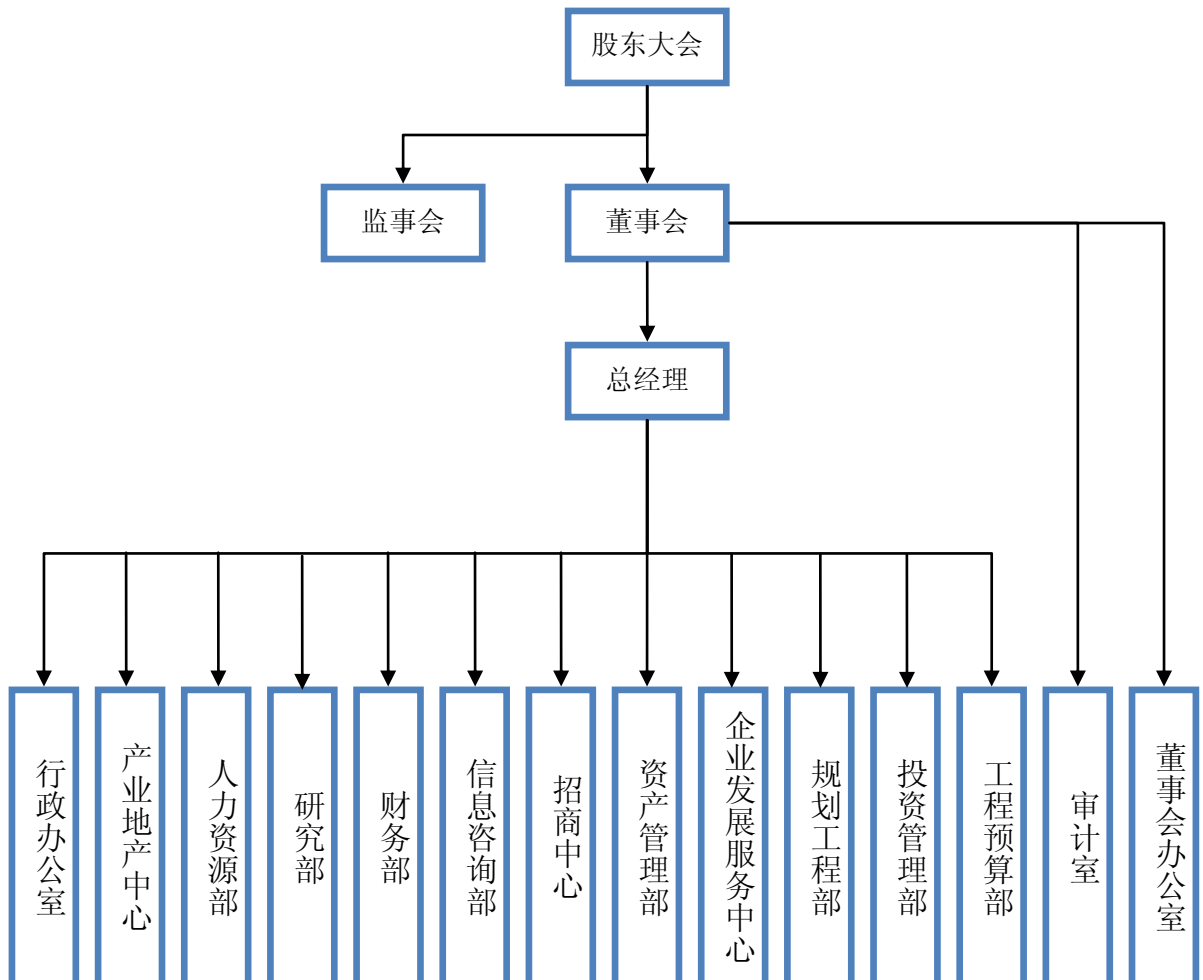 股东大会
监事会
董事会
总经理
行政办公室
产业地产中心
人力资源部
研究部
财务部
信息咨询部
招商中心
资产管理部
企业发展服务中心
规划工程部
投资管理部
工程预算部
审计室
董事会办公室